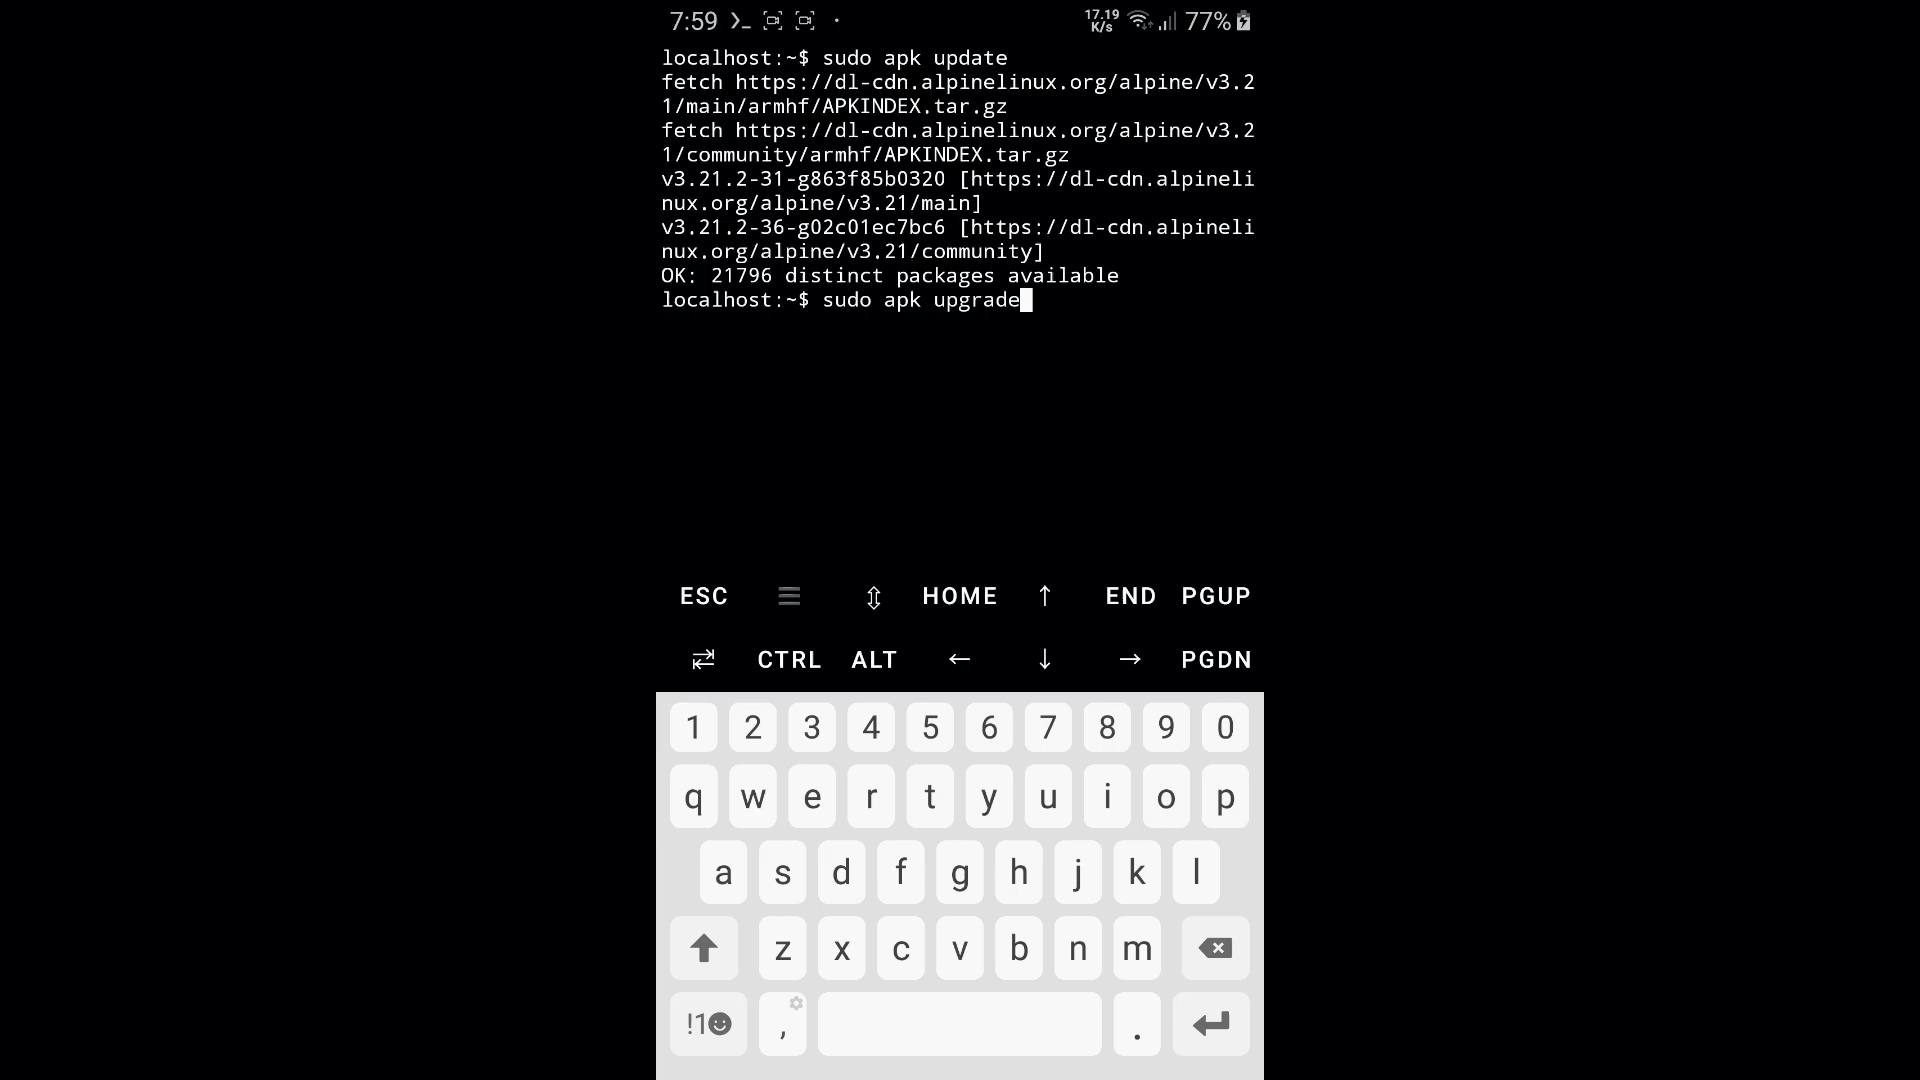 7:59
17.19
K/s
77%
localhost:~$ sudo apk update
fetch https://dl-cdn.alpinelinux.org/alpine/v3.2
1/main/armhf/APKINDEX.tar.gz
fetch https://dl-cdn.alpinelinux.org/alpine/v3.2
1/community/armhf/APKINDEX.tar.gz
v3.21.2-31-g863f85b0320 [https://dl-cdn.alpineli
nux.org/alpine/v3.21/main]
v3.21.2-36-g02c01ec7bc6 [https://dl-cdn.alpineli
nux.org/alpine/v3.21/community]
OK: 21796 distinct packages available
localhost:~$ sudo apk upgrade
ESC ☰ ⇕ HOME ↑ END PGUP
⇄ CTRL ALT ← ↓ → PGDN
1 2 3 4 5 6 7 8 9 0
q w e r t y u i o p
a s d f g h j k l
z x c v b n m
!1 , .